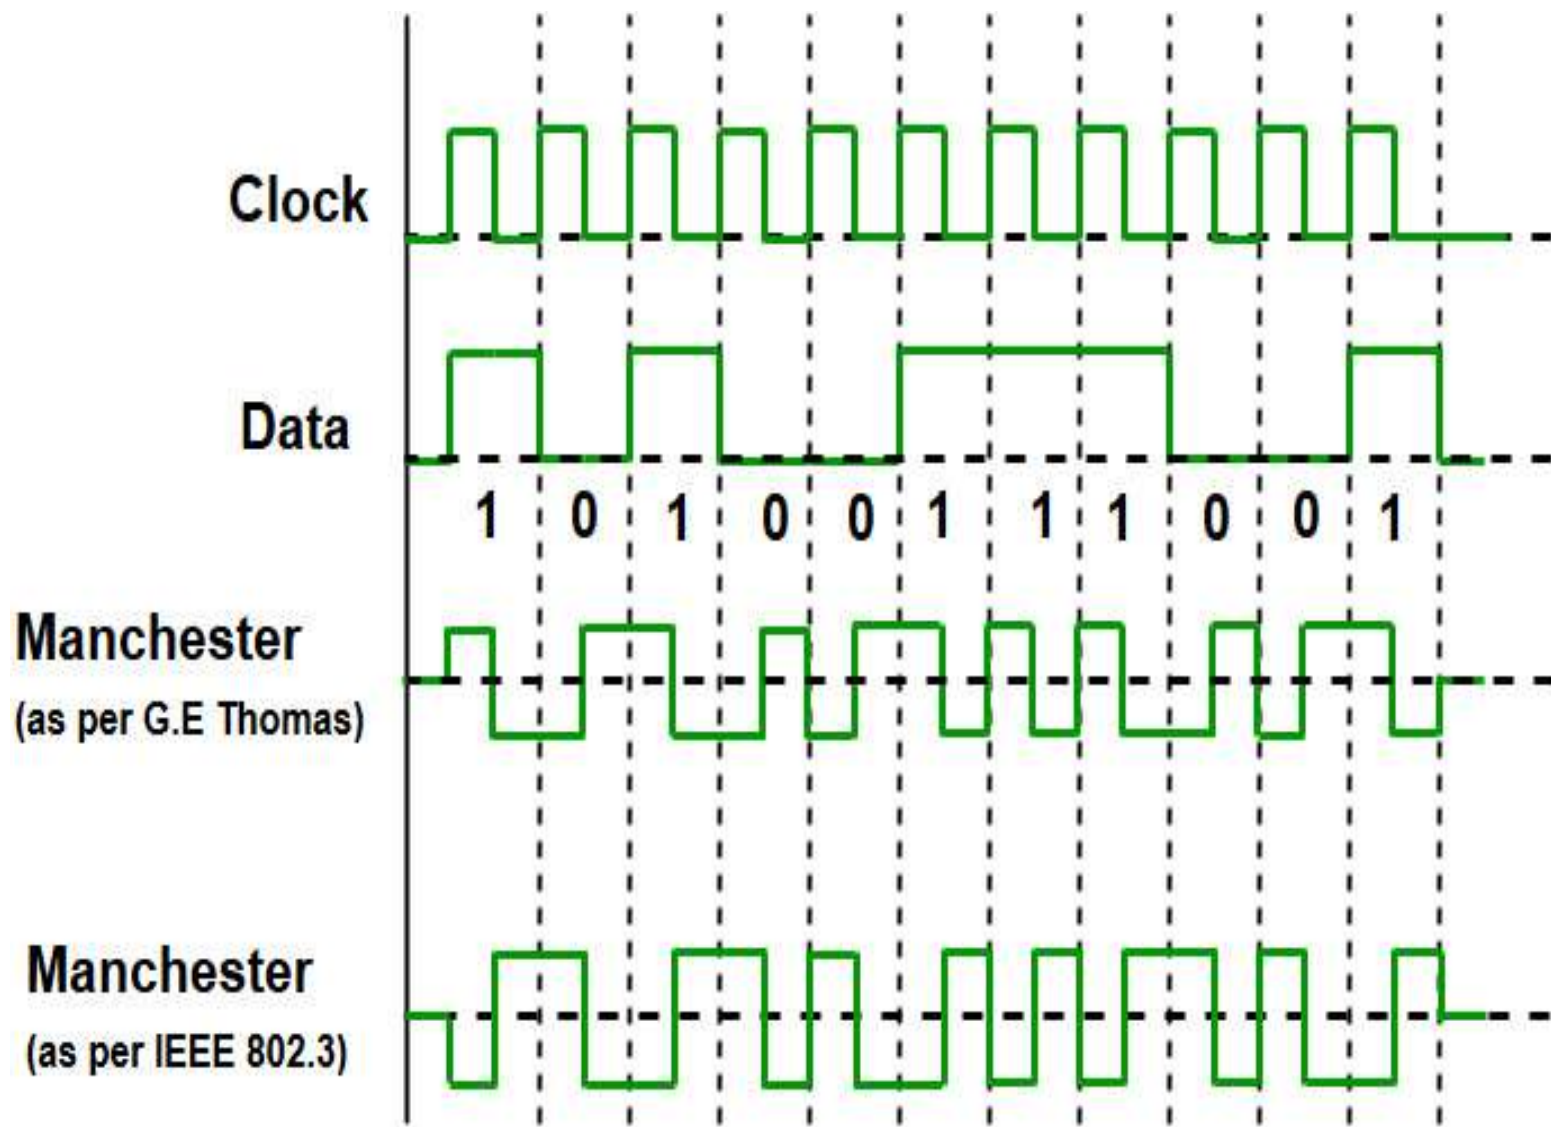 Clock
Data
1 0 1 0 0 1 1 1 0 0 1
Manchester
(as per G.E Thomas)
Manchester
(as per IEEE 802.3)